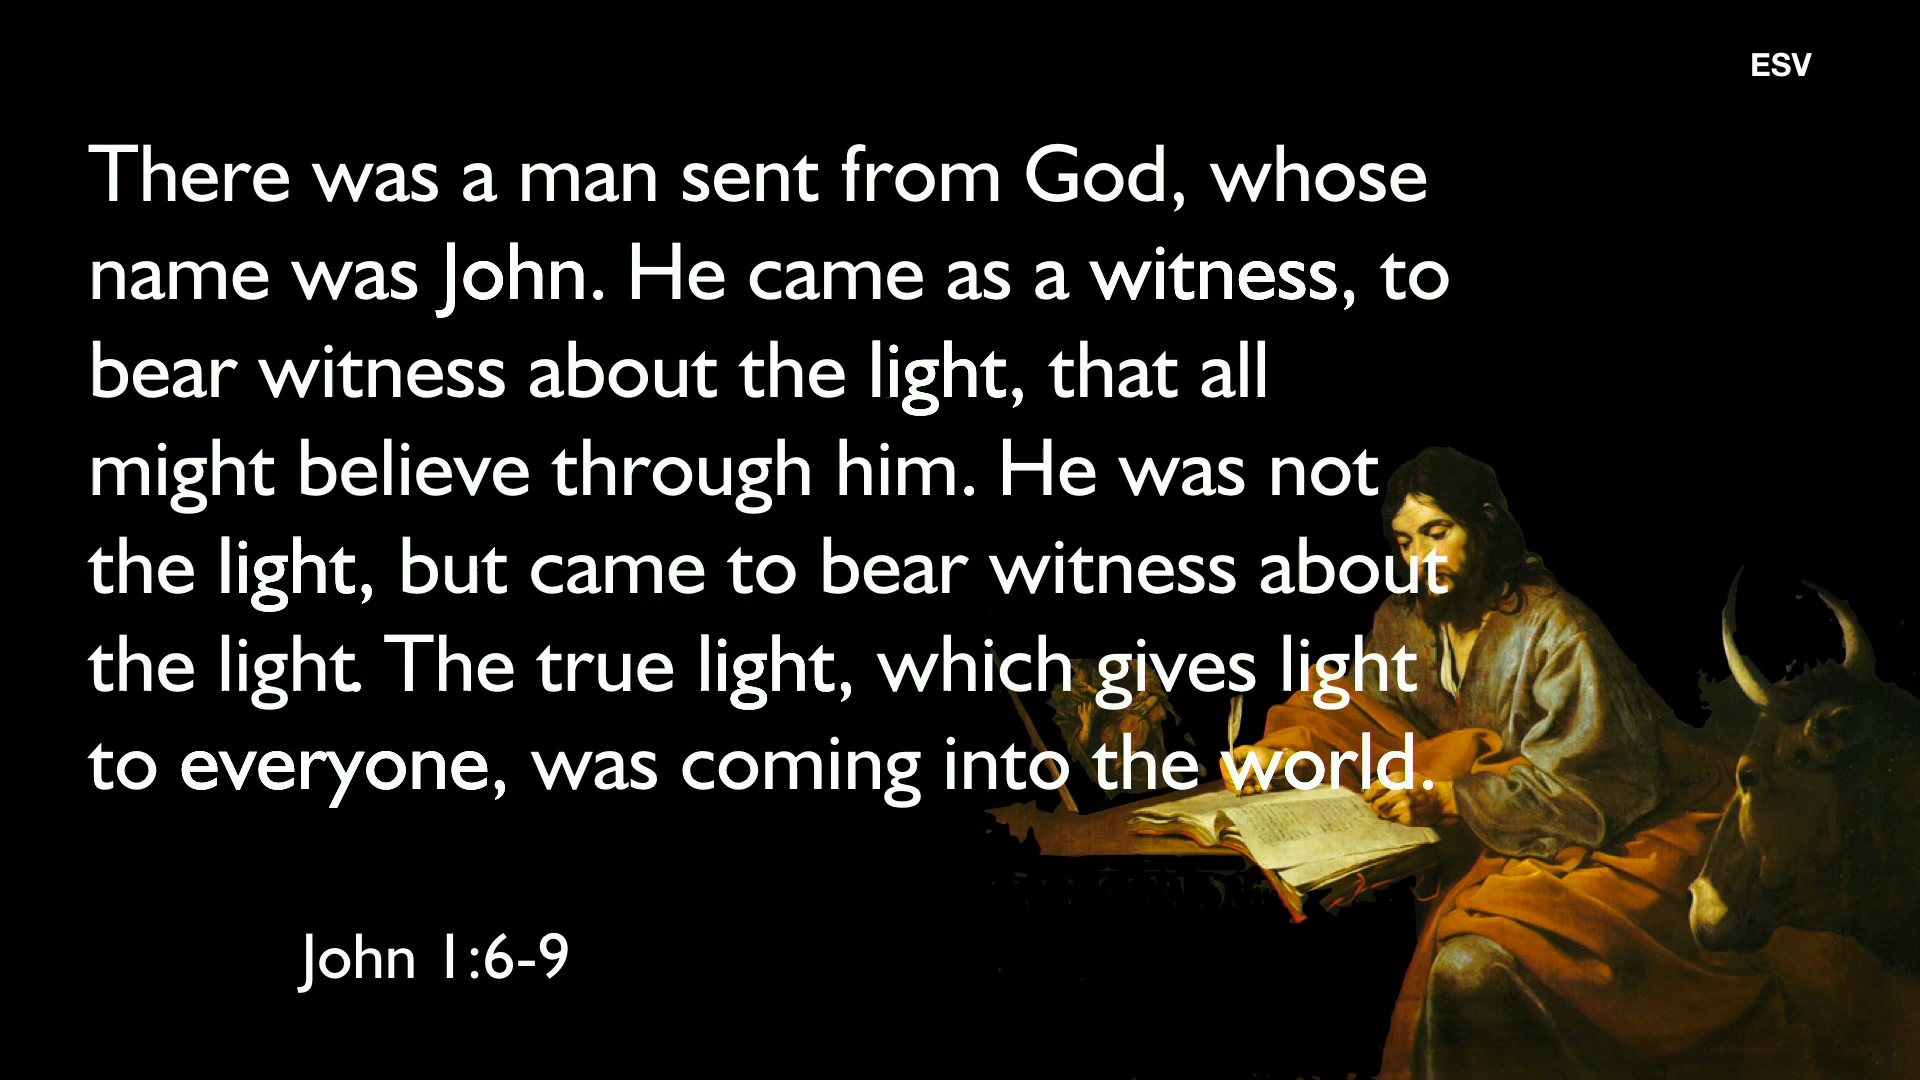 ESV
There was a man sent from God, whose
name was John. He came as a witness, to
bear witness about the light, that all
might believe through him. He was not
the light, but came to bear witness about
the light. The true light, which gives light
to everyone, was coming into the world.
John 1:6-9